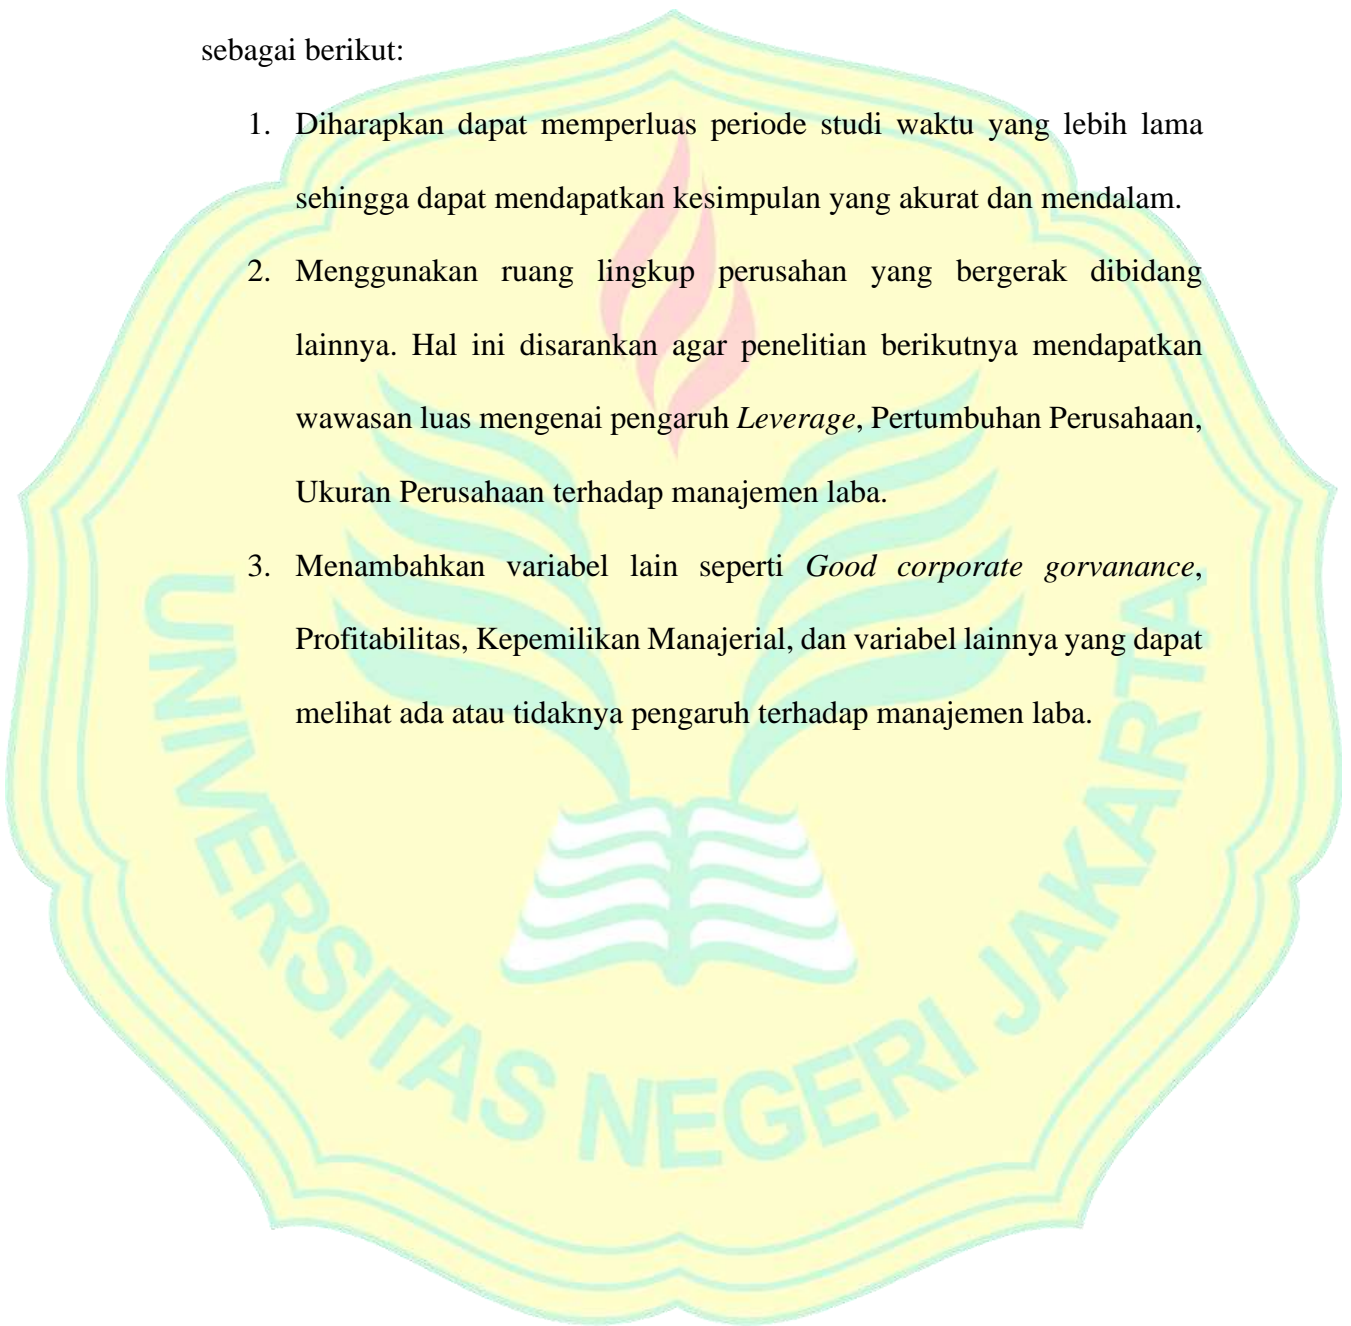 sebagai berikut:
1. Diharapkan dapat memperluas periode studi waktu yang lebih lama
sehingga dapat mendapatkan kesimpulan yang akurat dan mendalam.
2. Menggunakan ruang lingkup perusahan yang bergerak dibidang
lainnya. Hal ini disarankan agar penelitian berikutnya mendapatkan
wawasan luas mengenai pengaruh Leverage, Pertumbuhan Perusahaan,
Ukuran Perusahaan terhadap manajemen laba.
3. Menambahkan variabel lain seperti Good corporate gorvanance,
Profitabilitas, Kepemilikan Manajerial, dan variabel lainnya yang dapat
melihat ada atau tidaknya pengaruh terhadap manajemen laba.
UNIVERSITAS NEGERI JAKARTA